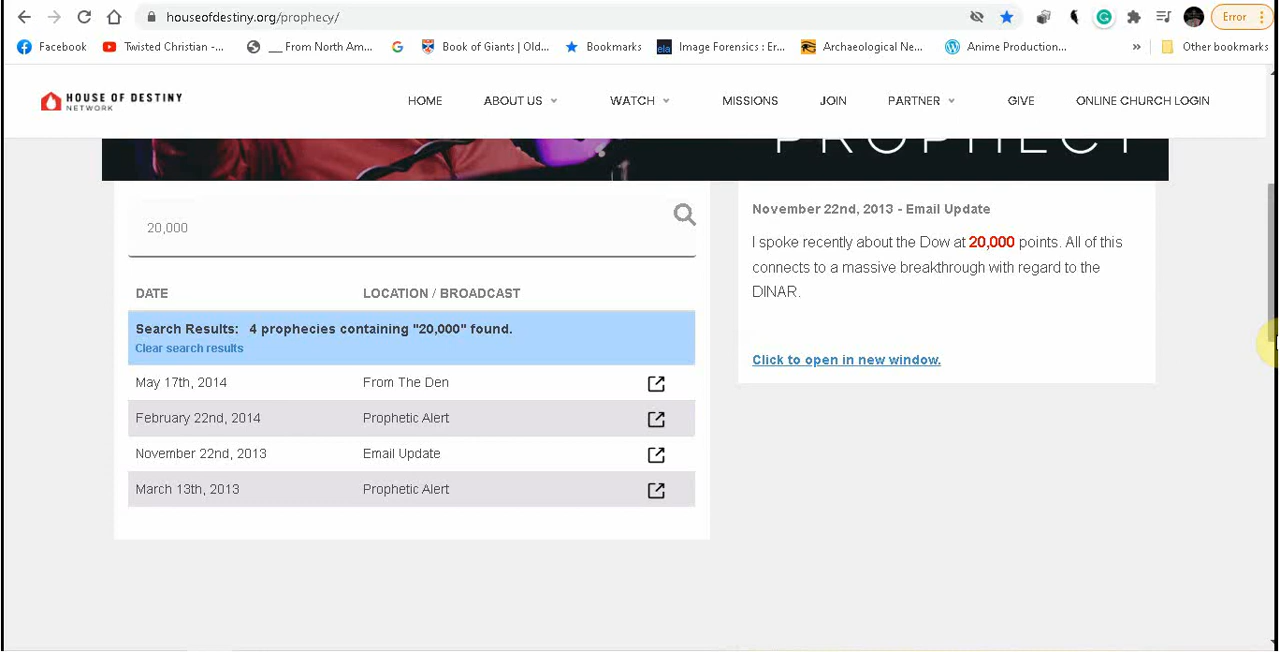 houseofdestiny.org/prophecy/
Error
Facebook
Twisted Christian -...
__ From North Am...
Book of Giants | Old...
Bookmarks
ela
Image Forensics : Er...
Archaeological Ne...
Anime Production...
»
Other bookmarks
HOUSE OF DESTINY
NETWORK
HOME
ABOUT US
WATCH
MISSIONS
JOIN
PARTNER
GIVE
ONLINE CHURCH LOGIN
PROPHECY
20,000
DATE
LOCATION / BROADCAST
Search Results: 4 prophecies containing "20,000" found.
Clear search results
May 17th, 2014 From The Den
February 22nd, 2014 Prophetic Alert
November 22nd, 2013 Email Update
March 13th, 2013 Prophetic Alert
November 22nd, 2013 - Email Update
I spoke recently about the Dow at 20,000 points. All of this
connects to a massive breakthrough with regard to the
DINAR.
Click to open in new window.